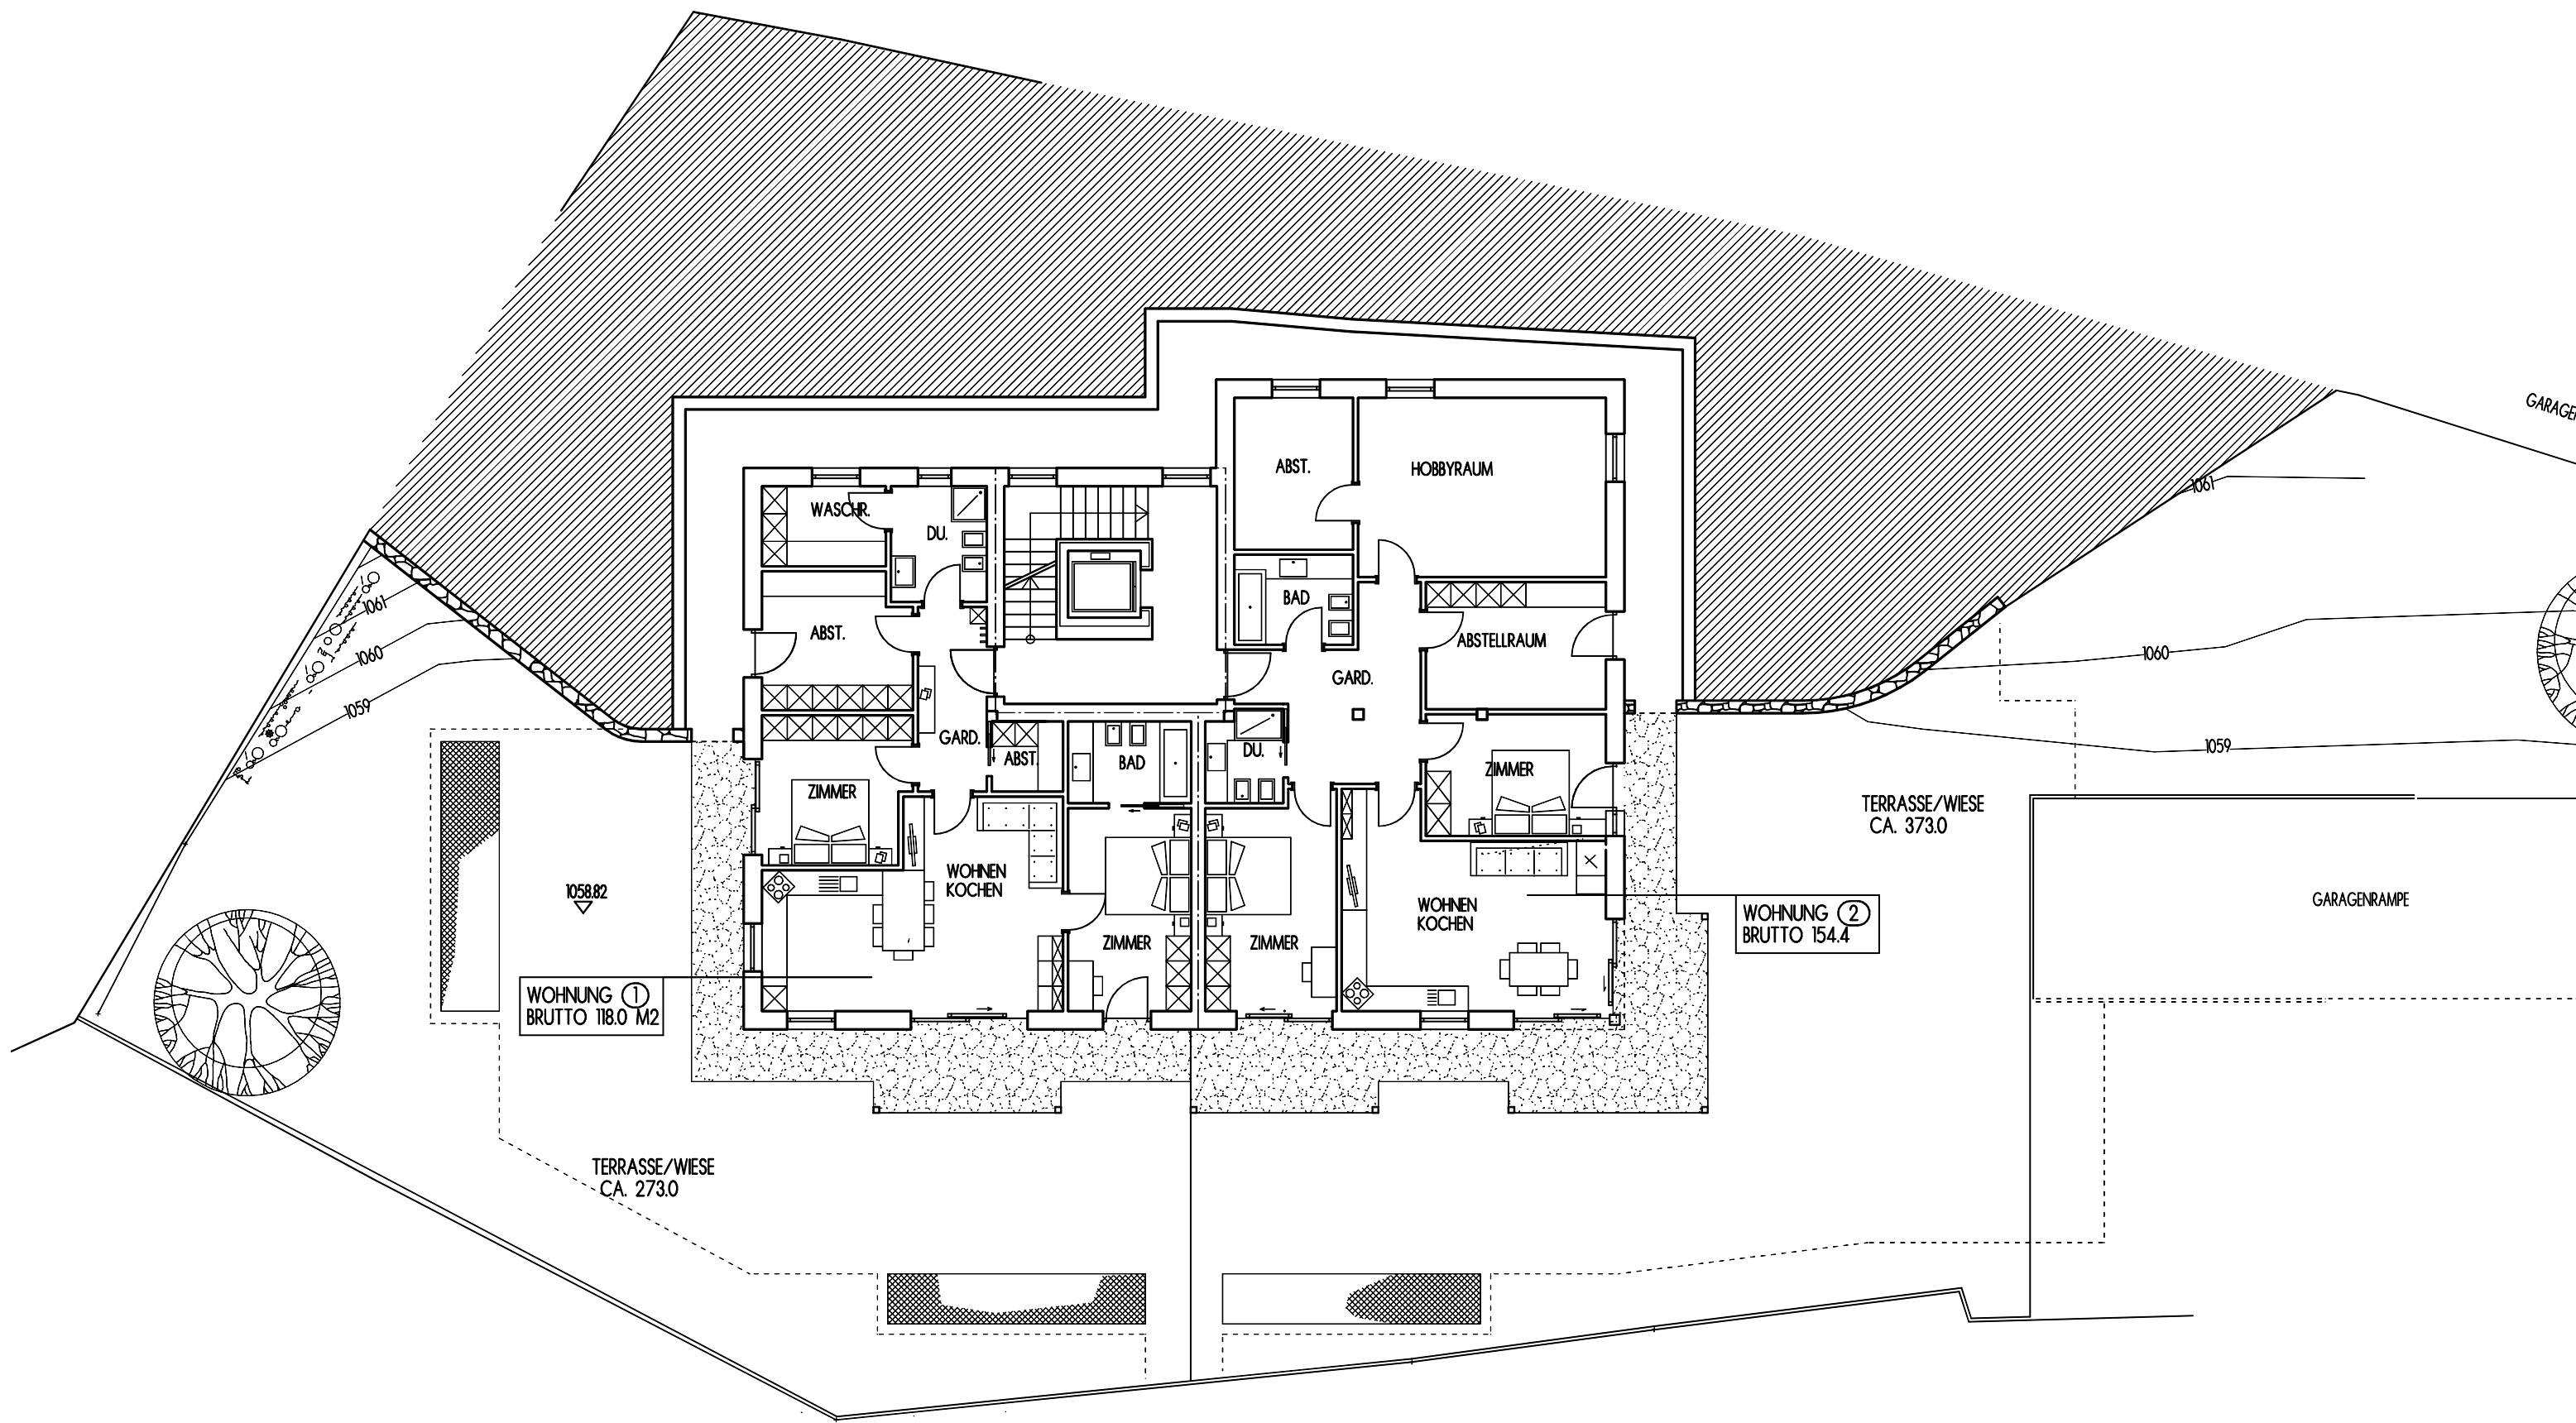 GARAGE
ABST.
HOBBYRAUM
1061
WASCHR.
DU.
BAD
1061
ABST.
ABSTELLRAUM
1060
1060
GARD.
1059
GARD.
1059
ABST.
BAD
DU.
ZIMMER
ZIMMER
TERRASSE/WIESE
CA. 373.0
WOHNEN
KOCHEN
1058.82
GARAGENRAMPE
WOHNEN
KOCHEN
WOHNUNG 2
BRUTTO 154.4
ZIMMER
ZIMMER
WOHNUNG 1
BRUTTO 118.0 M2
TERRASSE/WIESE
CA. 273.0